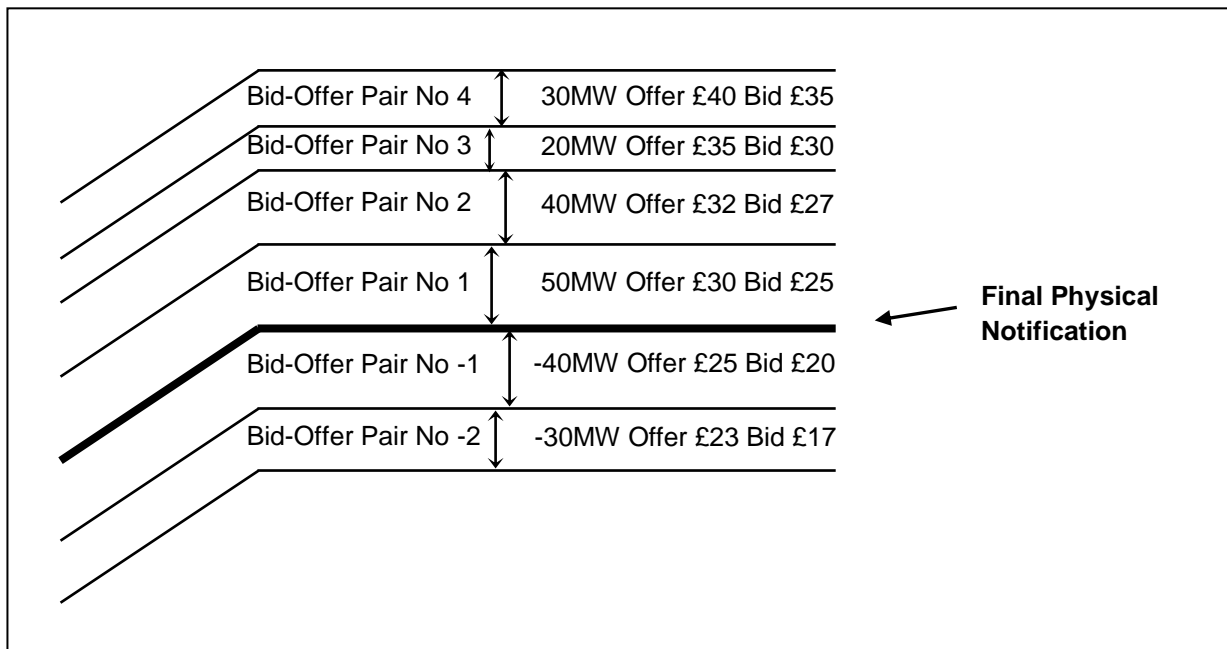 Bid-Offer Pair No 4 30MW Offer £40 Bid £35
Bid-Offer Pair No 3 20MW Offer £35 Bid £30
Bid-Offer Pair No 2 40MW Offer £32 Bid £27
Bid-Offer Pair No 1 50MW Offer £30 Bid £25
Final Physical
Notification
Bid-Offer Pair No -1 -40MW Offer £25 Bid £20
Bid-Offer Pair No -2 -30MW Offer £23 Bid £17